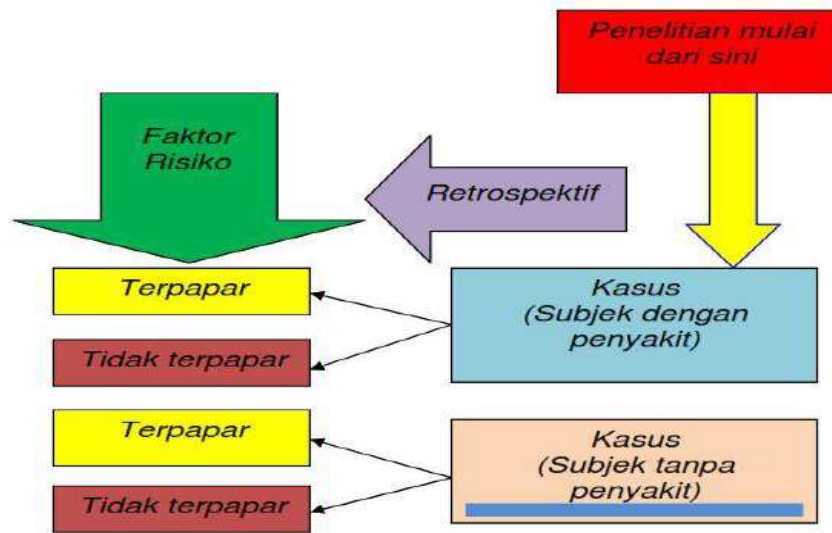 Penelitian mulai
dari sini
Faktor
Risiko
Retrospektif
Terpapar
Tidak terpapar
Kasus
(Subjek dengan
penyakit)
Terpapar
Tidak terpapar
Kasus
(Subjek tanpa
penyakit)